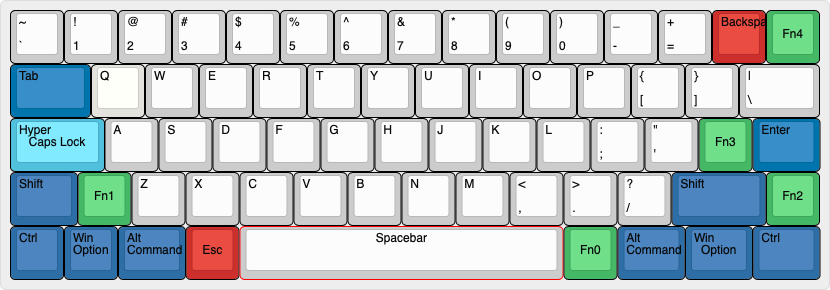 ~ ! @ # $ % ^ & * ( ) _ + Backspa Fn4
` 1 2 3 4 5 6 7 8 9 0 - =
Tab Q W E R T Y U I O P { } |
[ ] \
Hyper A S D F G H J K L : " Fn3 Enter
Caps Lock ; '
Shift Fn1 Z X C V B N M < > ? Shift Fn2
, . /
Ctrl Win Alt Esc Spacebar Fn0 Alt Win Ctrl
Option Command Command Option